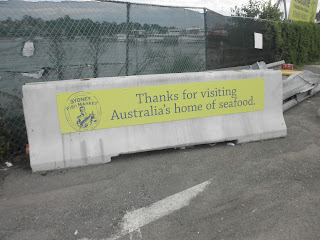 SYDNEY
FISH MARKET
Thanks for visiting
Australia's home of seafood.